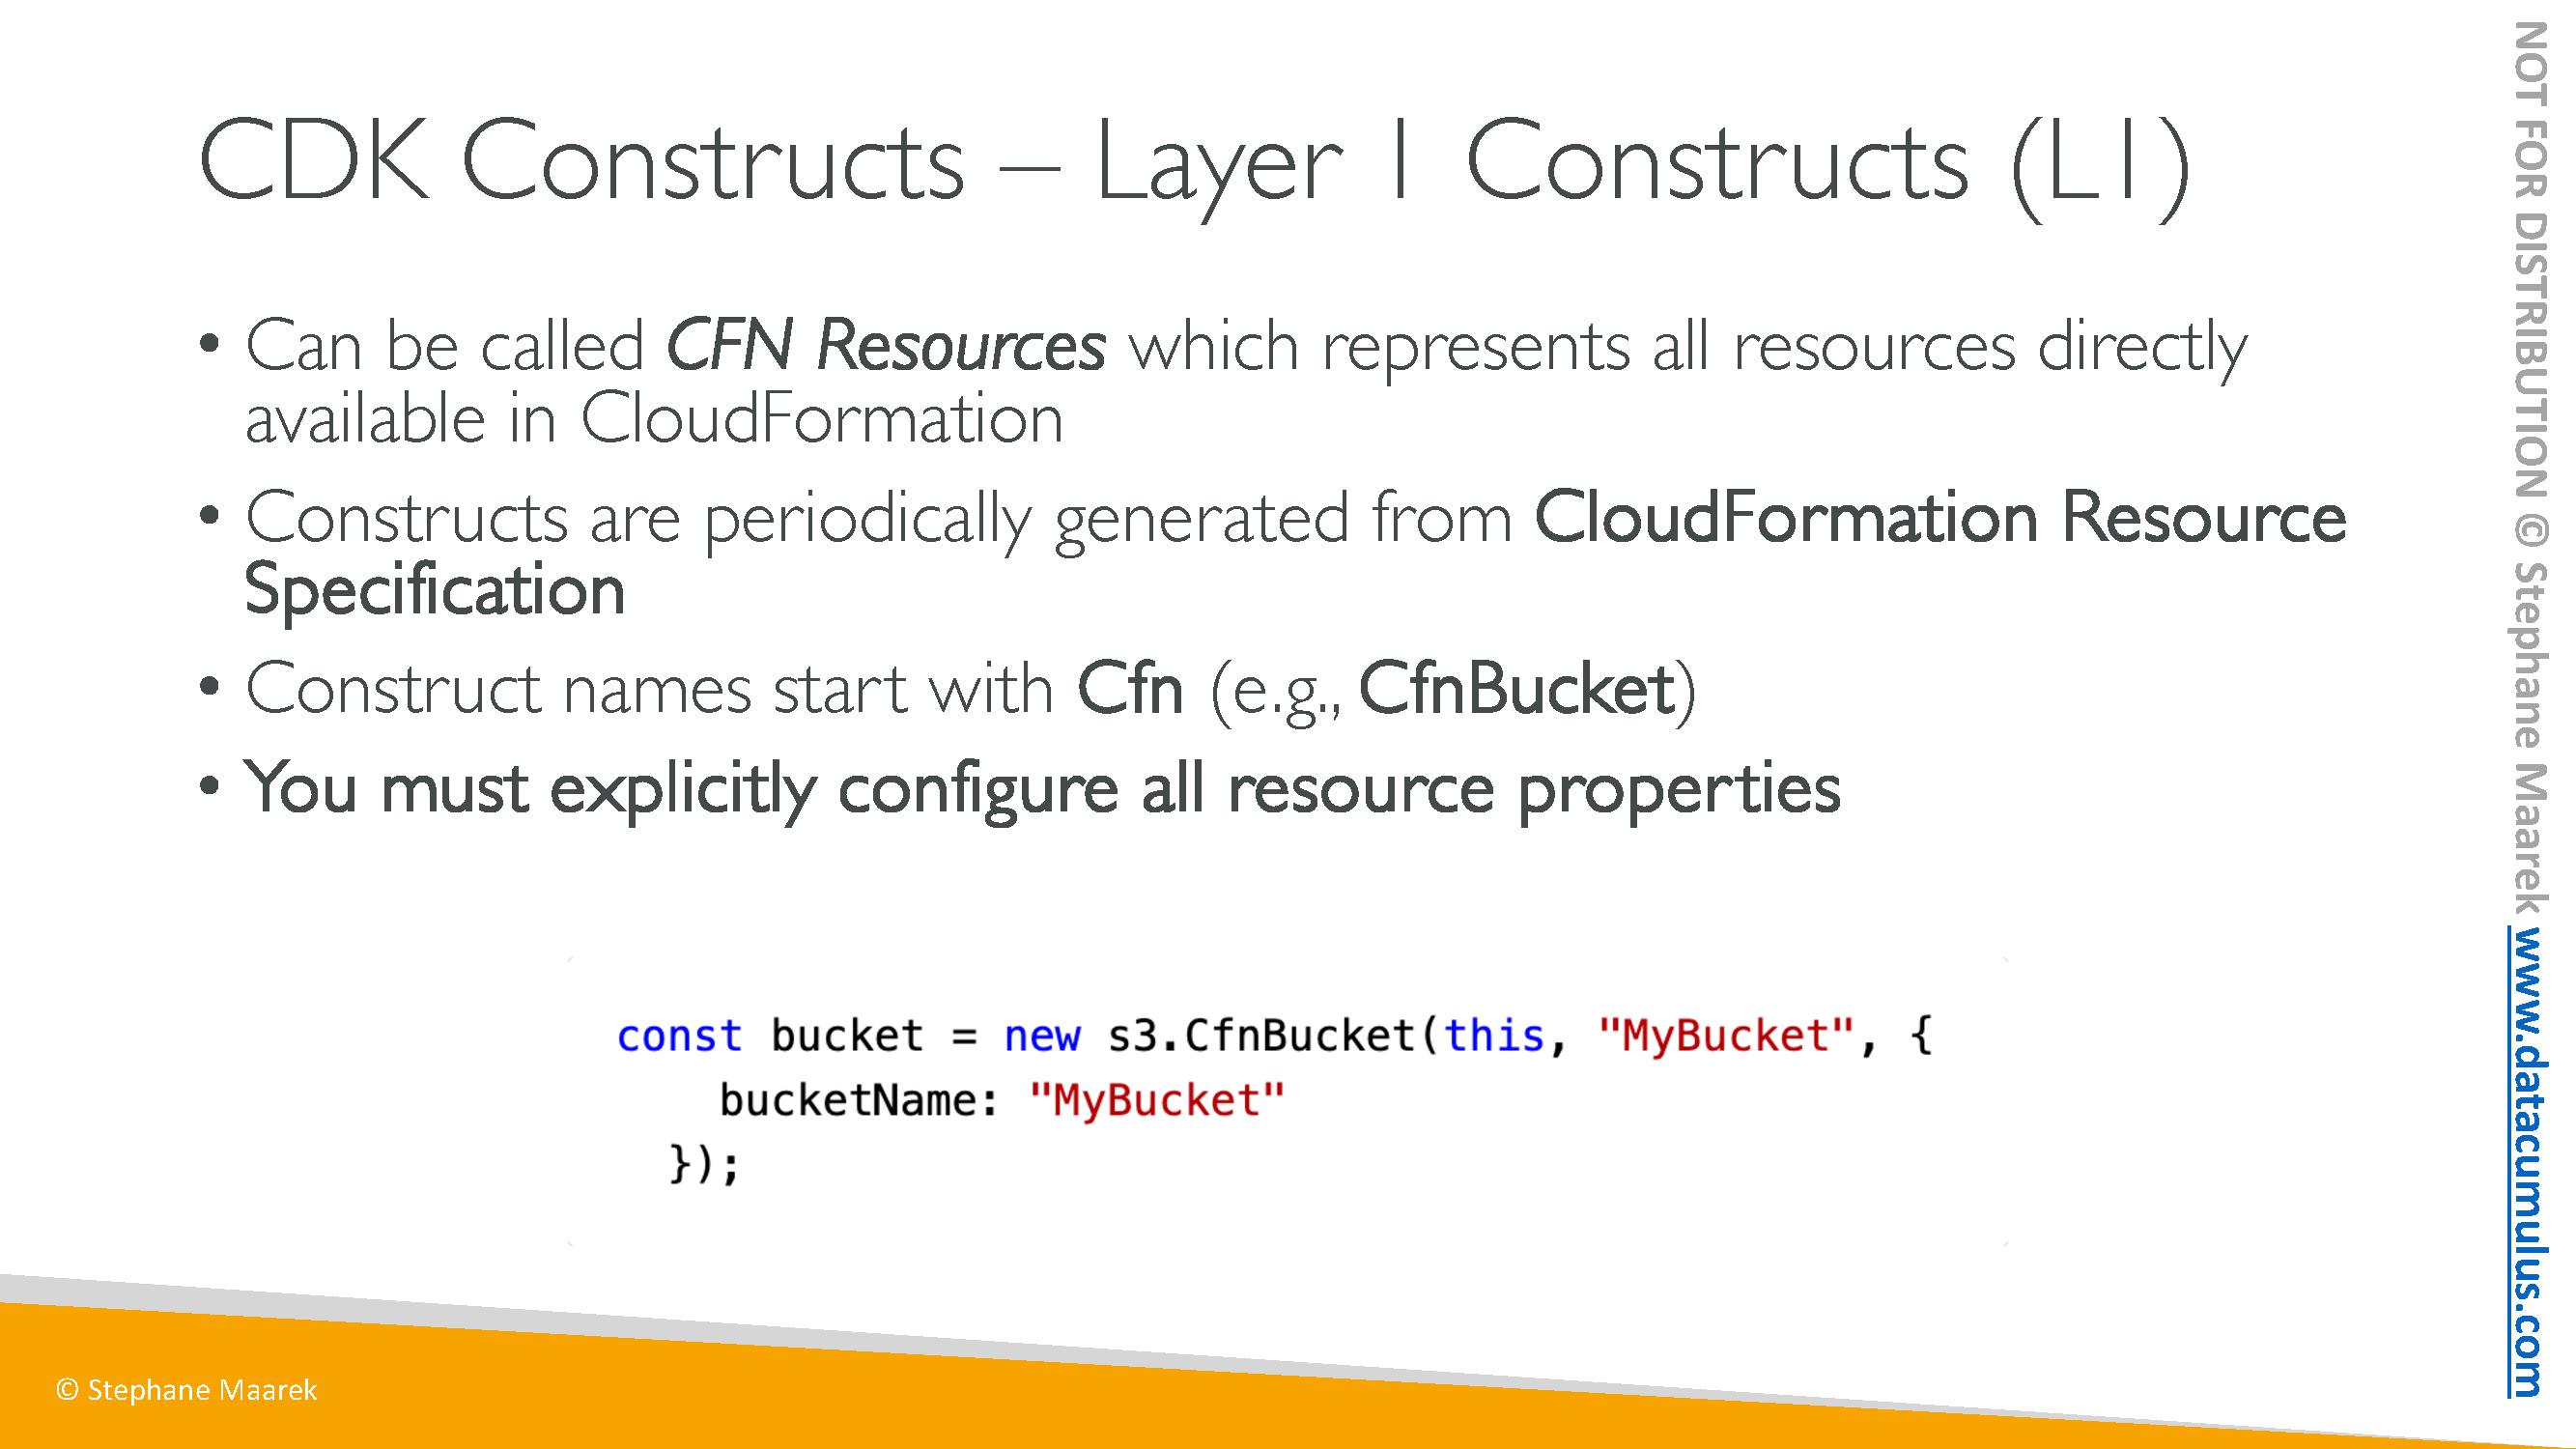 CDK Constructs – Layer 1 Constructs (L1)
• Can be called CFN Resources which represents all resources directly
available in CloudFormation
• Constructs are periodically generated from CloudFormation Resource
Specification
• Construct names start with Cfn (e.g., CfnBucket)
• You must explicitly configure all resource properties
const bucket = new s3.CfnBucket(this, "MyBucket", {
    bucketName: "MyBucket"
  });
© Stephane Maarek
NOT FOR DISTRIBUTION © Stephane Maarek www.datacumulus.com